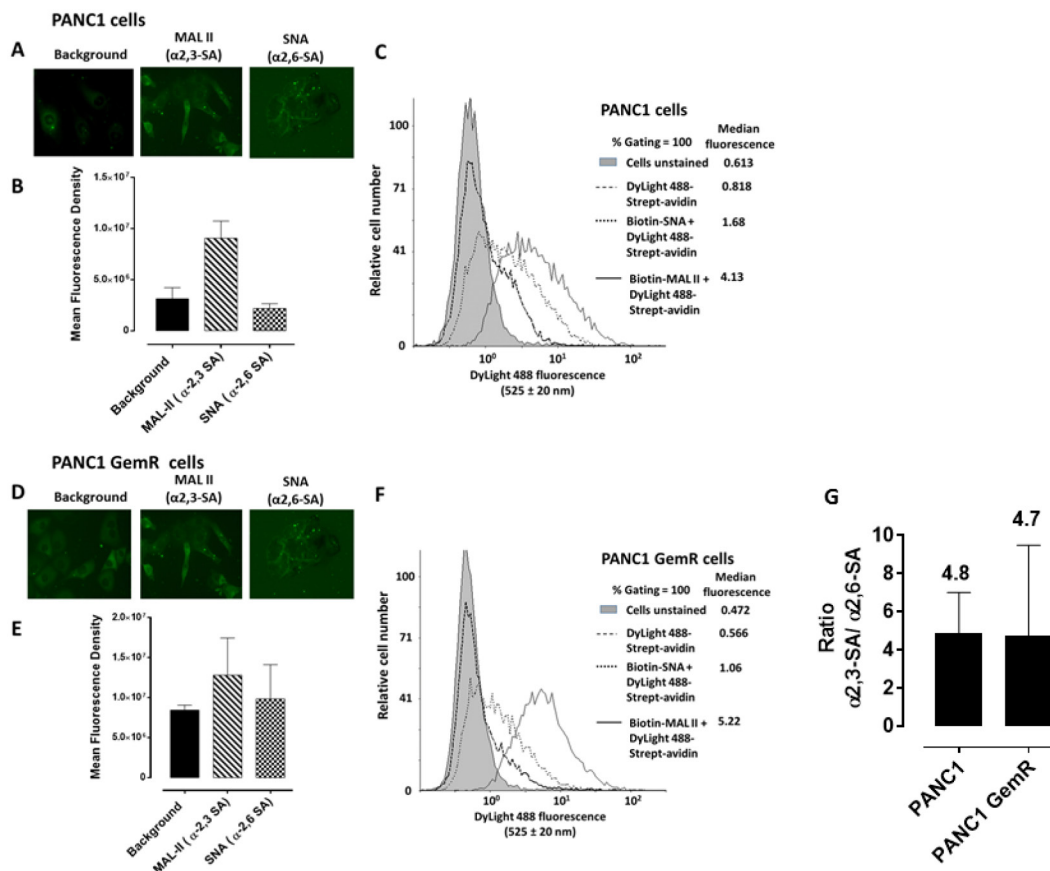 PANC1 cells
A
Background
MAL II
(α2,3-SA)
SNA
(α2,6-SA)
B
Mean Fluorescence Density
1.5×10⁷
1.0×10⁷
5.0×10⁶
0
Background
MAL-II ( α-2,3 SA)
SNA (α-2,6 SA)
C
Relative cell number
100
71
41
0
10⁰
10¹
10²
DyLight 488 fluorescence
(525 ± 20 nm)
PANC1 cells
% Gating = 100
Median
fluorescence
Cells unstained 0.613
DyLight 488- 0.818
Strept-avidin
Biotin-SNA + 1.68
DyLight 488-
Strept-avidin
Biotin-MAL II + 4.13
DyLight 488-
Strept-avidin
PANC1 GemR cells
D
Background
MAL II
(α2,3-SA)
SNA
(α2,6-SA)
E
Mean Fluorescence Density
2.0×10⁷
1.5×10⁷
1.0×10⁷
5.0×10⁶
0
Background
MAL-II ( α-2,3 SA)
SNA (α-2,6 SA)
F
Relative cell number
100
71
41
0
10⁰
10¹
10²
DyLight 488 fluorescence
(525 ± 20 nm)
PANC1 GemR cells
% Gating = 100
Median
fluorescence
Cells unstained 0.472
DyLight 488- 0.566
Strept-avidin
Biotin-SNA + 1.06
DyLight 488-
Strept-avidin
Biotin-MAL II + 5.22
DyLight 488-
Strept-avidin
G
Ratio
α2,3-SA/ α2,6-SA
10
8
6
4
2
0
4.8
4.7
PANC1
PANC1 GemR